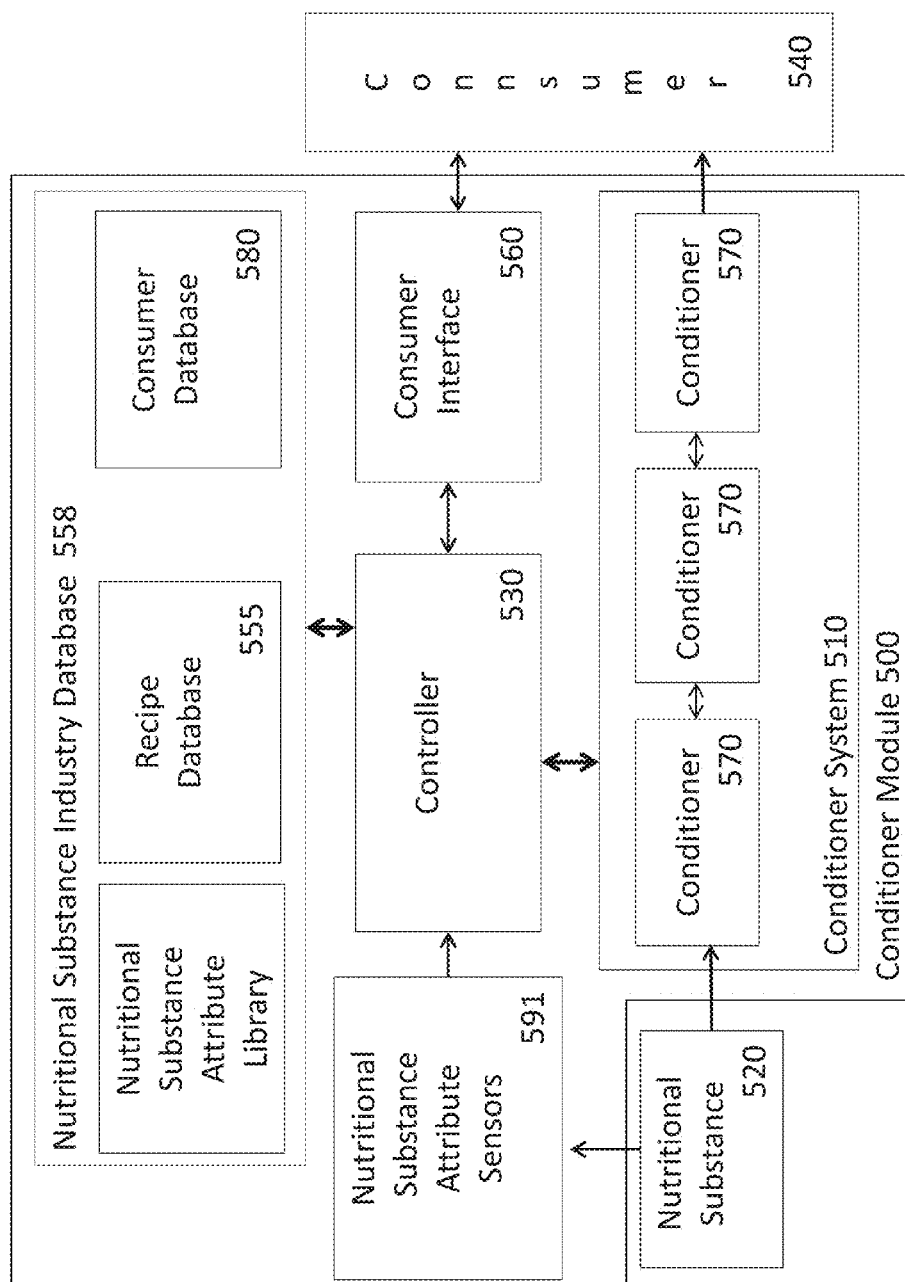 Nutritional Substance Industry Database 558
Nutritional
Substance
Attribute
Library
Recipe
Database
555
Consumer
Database
580
Nutritional
Substance
Attribute
Sensors
591
Controller
530
Consumer
Interface
560
C
o
n
n
s
u
m
e
r
540
Nutritional
Substance
520
Conditioner
570
Conditioner
570
Conditioner
570
Conditioner System 510
Conditioner Module 500